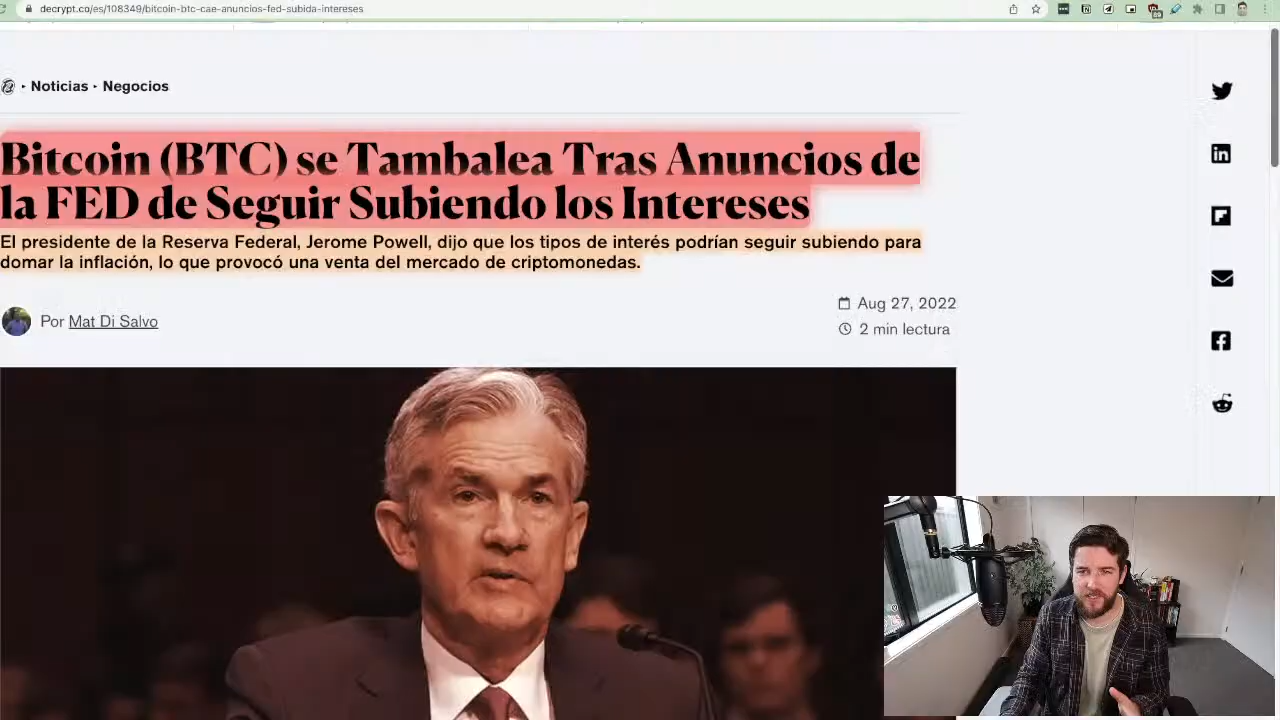 decrypt.co/es/108349/bitcoin-btc-cae-anuncios-fed-subida-intereses
Noticias ▸ Negocios
Bitcoin (BTC) se Tambalea Tras Anuncios de
la FED de Seguir Subiendo los Intereses
El presidente de la Reserva Federal, Jerome Powell, dijo que los tipos de interés podrían seguir subiendo para
domar la inflación, lo que provocó una venta del mercado de criptomonedas.
Por Mat Di Salvo
Aug 27, 2022
2 min lectura